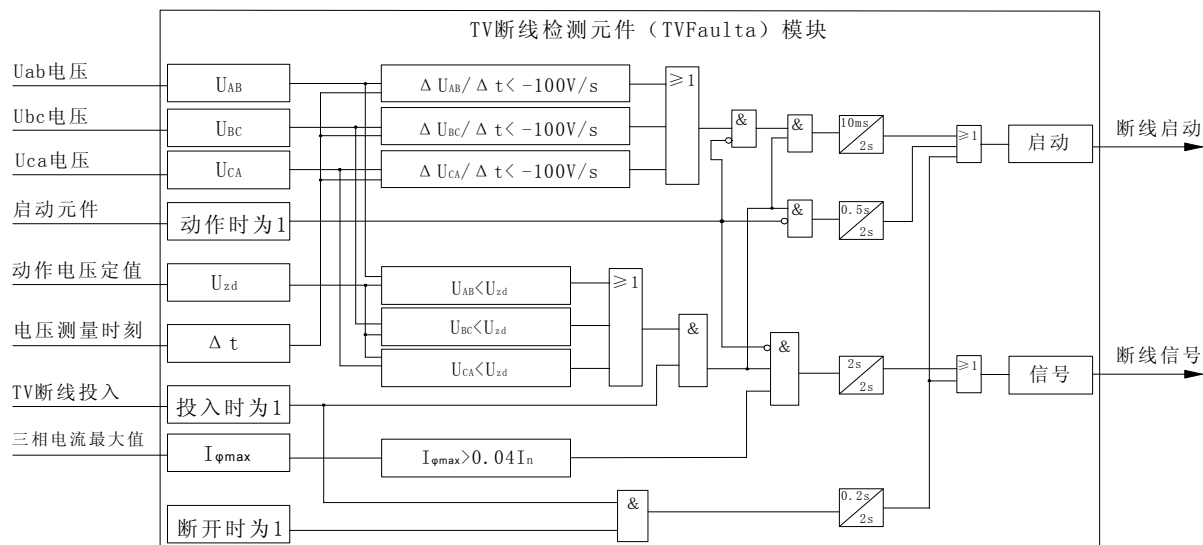 TV断线检测元件（TVFaulta）模块
Uab电压
UAB
ΔUAB/Δt<-100V/s
≥1
Ubc电压
UBC
ΔUBC/Δt<-100V/s
&
&
10ms
2s
≥1
启动
断线启动
Uca电压
UCA
ΔUCA/Δt<-100V/s
启动元件
动作时为1
&
0.5s
2s
动作电压定值
Uzd
UAB<Uzd
≥1
电压测量时刻
Δt
UBC<Uzd
&
&
UCA<Uzd
2s
2s
≥1
信号
断线信号
TV断线投入
投入时为1
三相电流最大值
Iφmax
Iφmax>0.04In
断开时为1
&
0.2s
2s